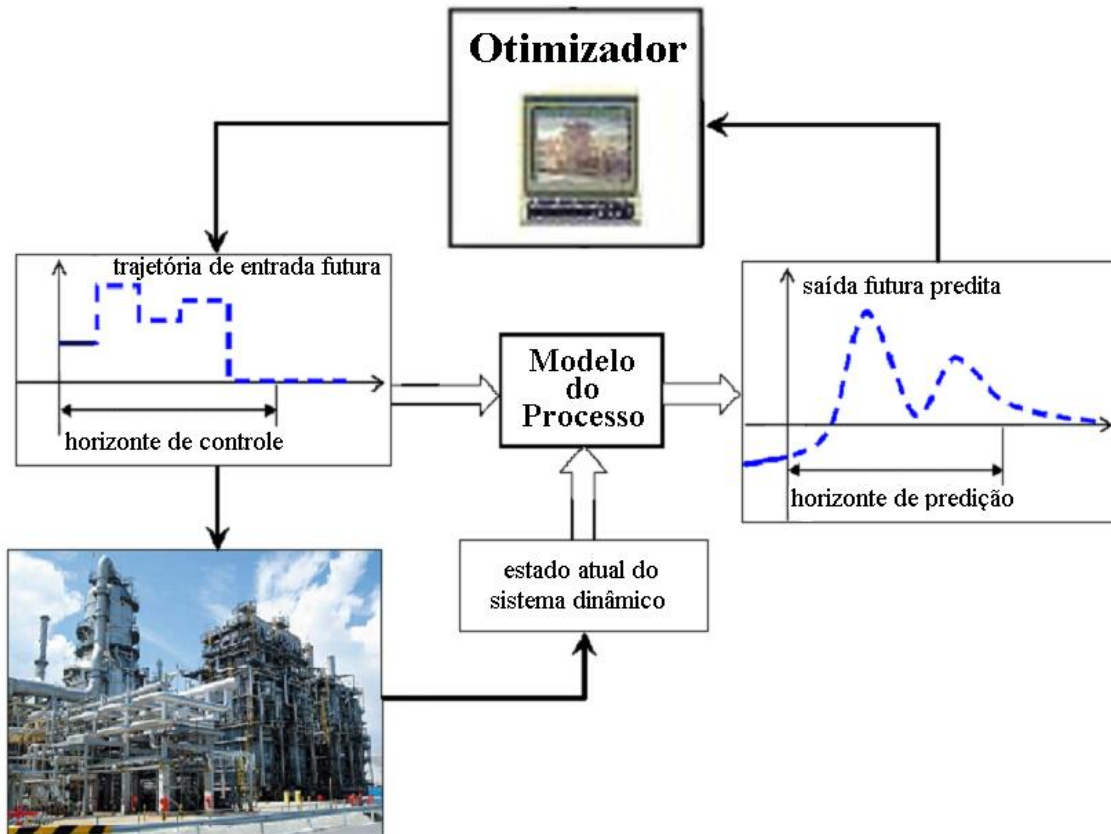 Otimizador
trajetória de entrada futura
horizonte de controle
Modelo
do
Processo
saída futura predita
horizonte de predição
estado atual do
sistema dinâmico